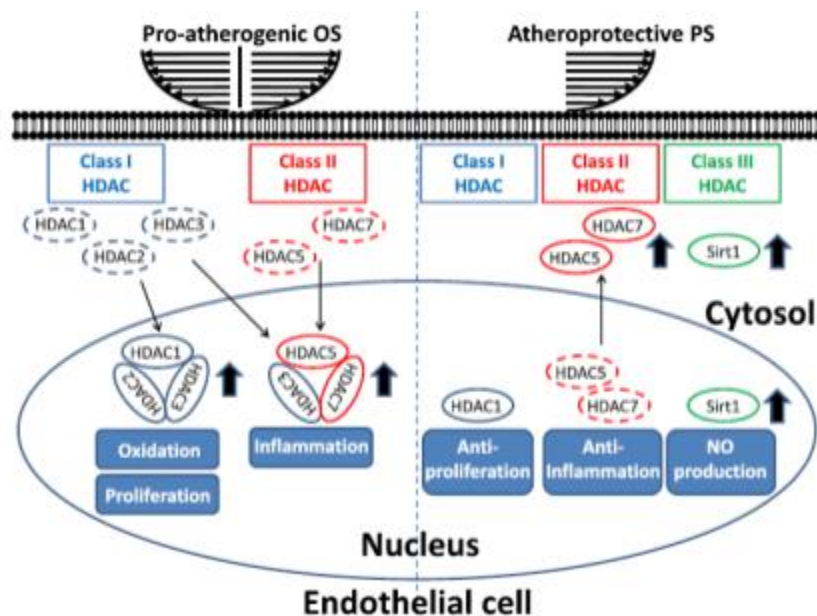 Pro-atherogenic OS
Atheroprotective PS
Class I
HDAC
Class II
HDAC
Class I
HDAC
Class II
HDAC
Class III
HDAC
HDAC1
HDAC2
HDAC3
HDAC5
HDAC7
HDAC7
HDAC5
Sirt1
Cytosol
HDAC1
HDAC2
HDAC3
HDAC5
HDAC3
HDAC7
HDAC5
HDAC7
HDAC1
Sirt1
Oxidation
Proliferation
Inflammation
Anti-
proliferation
Anti-
Inflammation
NO
production
Nucleus
Endothelial cell